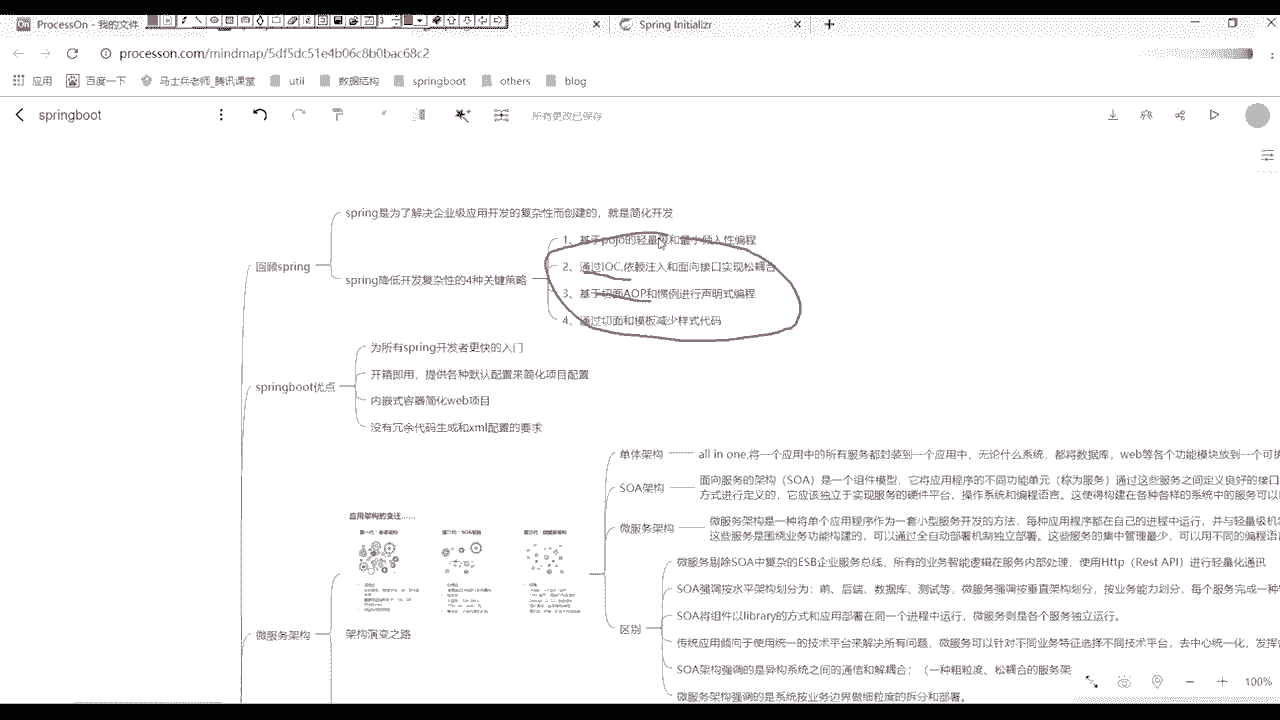 ProcessOn - 我的文件
Spring Initializr
processon.com/mindmap/5df5dc51e4b06c8b0bac68c2
应用
百度一下
马士兵老师_腾讯课堂
util
数据结构
springboot
others
blog
springboot
所有更改已保存
回顾spring
spring是为了解决企业级应用开发的复杂性而创建的，就是简化开发
spring降低开发复杂性的4种关键策略
1、基于pojo的轻量级和最小侵入性编程
2、通过IOC,依赖注入和面向接口实现松耦合
3、基于切面AOP和惯例进行声明式编程
4、通过切面和模板减少样式代码
springboot优点
为所有spring开发者更快的入门
开箱即用，提供各种默认配置来简化项目配置
内嵌式容器简化web项目
没有冗余代码生成和xml配置的要求
微服务架构
应用架构的变迁......
架构演变之路
单体架构
all in one,将一个应用中的所有服务都封装到一个应用中，无论什么系统，都将数据库，web等各个功能模块放到一个可
SOA架构
面向服务的架构（SOA）是一个组件模型，它将应用程序的不同功能单元（称为服务）通过这些服务之间定义良好的接口
方式进行定义的，它应该独立于实现服务的硬件平台、操作系统和编程语言。这使得构建在各种各样的系统中的服务可以
微服务架构
微服务架构是一种将单个应用程序作为一套小型服务开发的方法，每种应用程序都在自己的进程中运行，并与轻量级机
这些服务是围绕业务功能构建的，可以通过全自动部署机制独立部署。这些服务的集中管理最少，可以用不同的编程语
区别
微服务剔除SOA中复杂的ESB企业服务总线，所有的业务智能逻辑在服务内部处理，使用Http（Rest API）进行轻量化通讯
SOA强调按水平架构划分为：前、后端、数据库、测试等，微服务强调按垂直架构划分，按业务能力划分，每个服务完成一
SOA将组件以library的方式和应用部署在同一个进程中运行，微服务则是各个服务独立运行。
传统应用倾向于使用统一的技术平台来解决所有问题，微服务可以针对不同业务特征选择不同技术平台，去中心统一化，发挥
SOA架构强调的是异构系统之间的通信和解耦合；（一种粗粒度、松耦合的服务架
微服务架构强调的是系统按业务边界做细粒度的拆分和部署。
100%